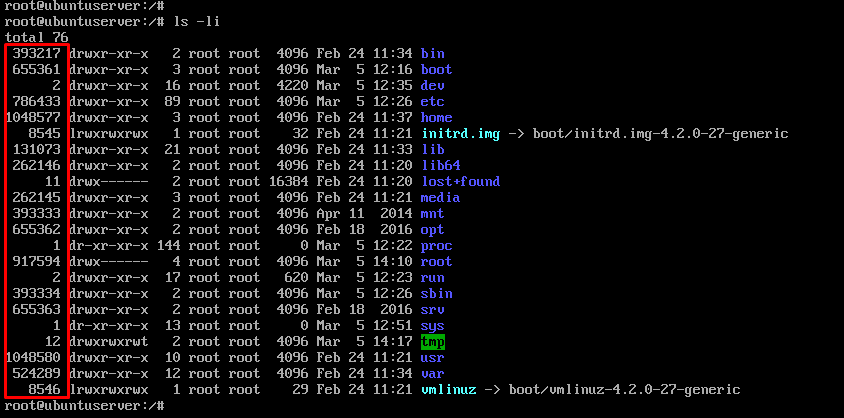 root@ubuntuserver:/#
root@ubuntuserver:/# ls -li
total 76
393217 drwxr-xr-x 2 root root 4096 Feb 24 11:34 bin
655361 drwxr-xr-x 3 root root 4096 Mar 5 12:16 boot
2 drwxr-xr-x 16 root root 4220 Mar 5 12:35 dev
786433 drwxr-xr-x 89 root root 4096 Mar 5 12:26 etc
1048577 drwxr-xr-x 3 root root 4096 Feb 24 11:37 home
8545 lrwxrwxrwx 1 root root 32 Feb 24 11:21 initrd.img -> boot/initrd.img-4.2.0-27-generic
131073 drwxr-xr-x 21 root root 4096 Feb 24 11:33 lib
262146 drwxr-xr-x 2 root root 4096 Feb 24 11:20 lib64
11 drwx------ 2 root root 16384 Feb 24 11:20 lost+found
262145 drwxr-xr-x 3 root root 4096 Feb 24 11:21 media
393333 drwxr-xr-x 2 root root 4096 Apr 11 2014 mnt
655362 drwxr-xr-x 2 root root 4096 Feb 18 2016 opt
1 dr-xr-xr-x 144 root root 0 Mar 5 12:22 proc
917594 drwx------ 4 root root 4096 Mar 5 14:10 root
2 drwxr-xr-x 17 root root 620 Mar 5 12:23 run
393334 drwxr-xr-x 2 root root 4096 Mar 5 12:26 sbin
655363 drwxr-xr-x 2 root root 4096 Feb 18 2016 srv
1 dr-xr-xr-x 13 root root 0 Mar 5 12:51 sys
12 drwxrwxrwt 2 root root 4096 Mar 5 14:17 tmp
1048580 drwxr-xr-x 10 root root 4096 Feb 24 11:21 usr
524289 drwxr-xr-x 12 root root 4096 Feb 24 11:34 var
8546 lrwxrwxrwx 1 root root 29 Feb 24 11:21 vmlinuz -> boot/vmlinuz-4.2.0-27-generic
root@ubuntuserver:/#